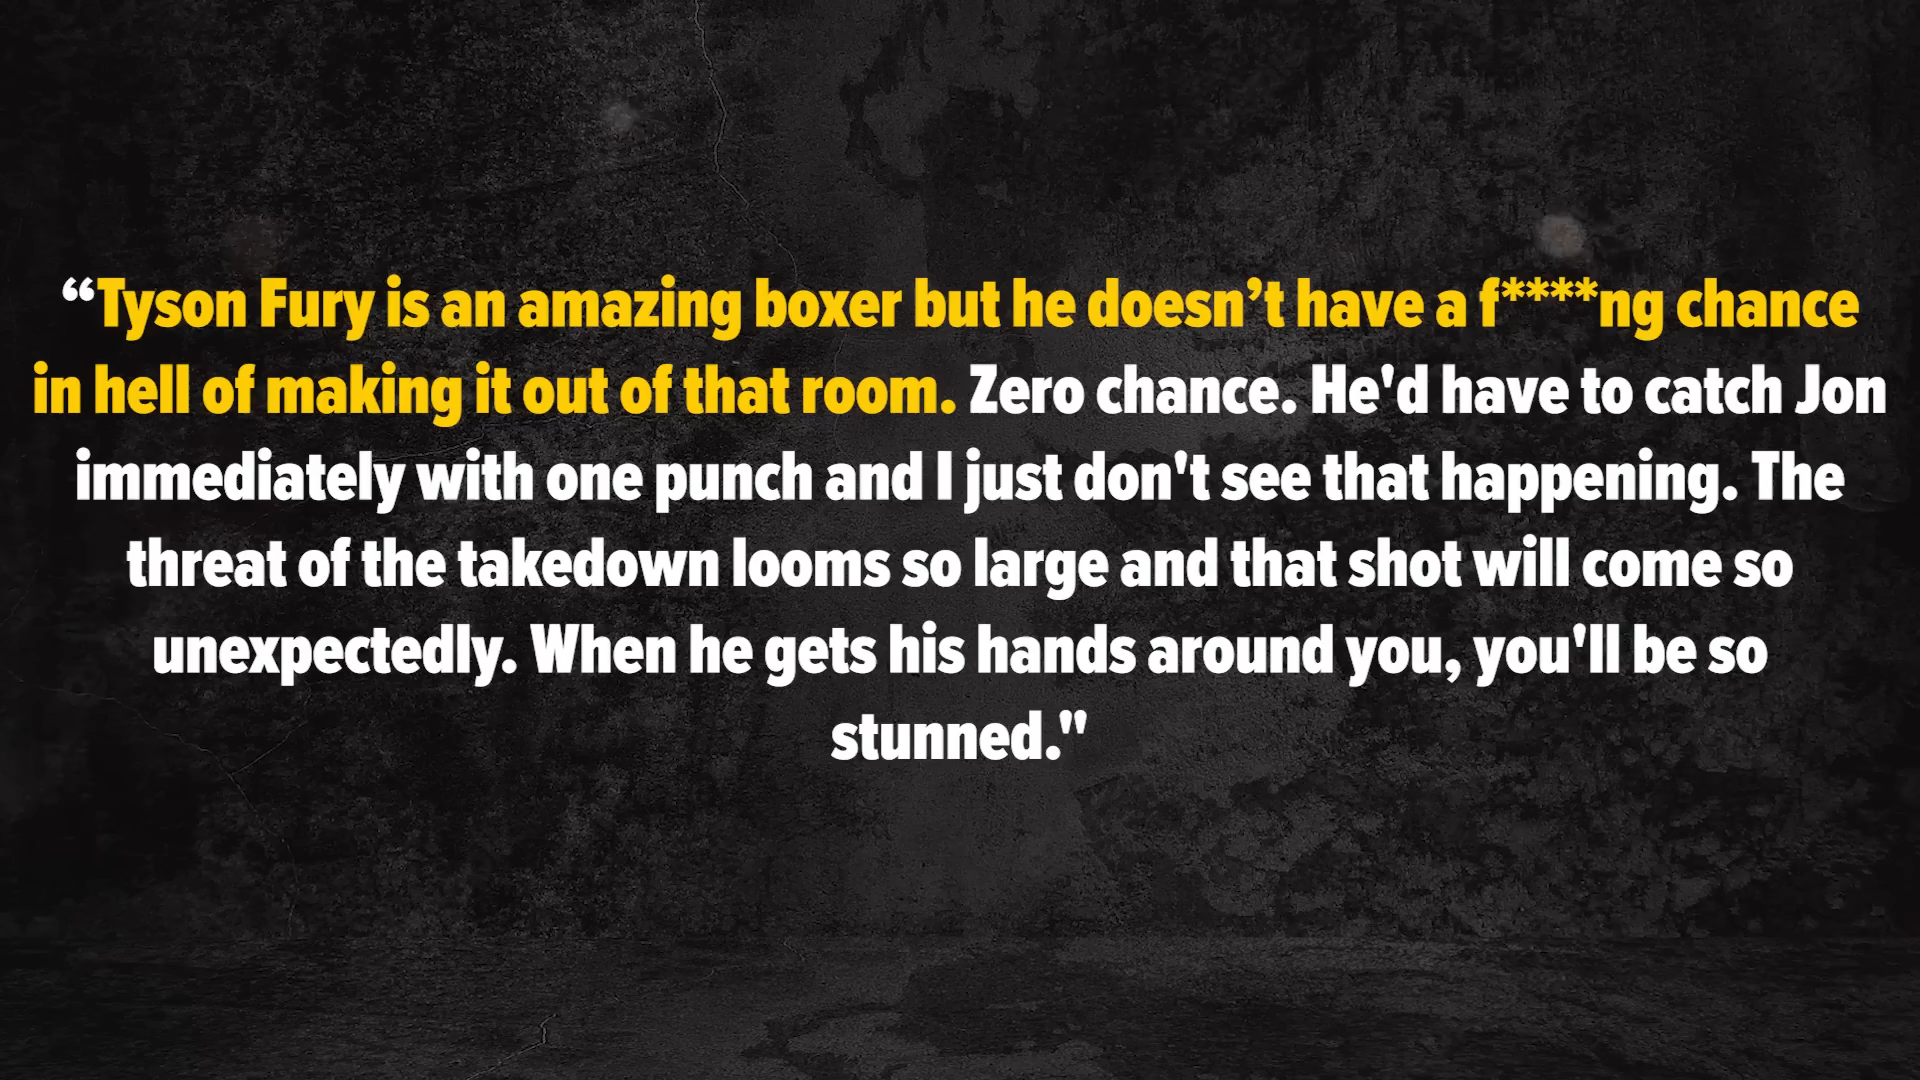 “Tyson Fury is an amazing boxer but he doesn’t have a f****ng chance
in hell of making it out of that room. Zero chance. He'd have to catch Jon
immediately with one punch and I just don't see that happening. The
threat of the takedown looms so large and that shot will come so
unexpectedly. When he gets his hands around you, you'll be so
stunned."